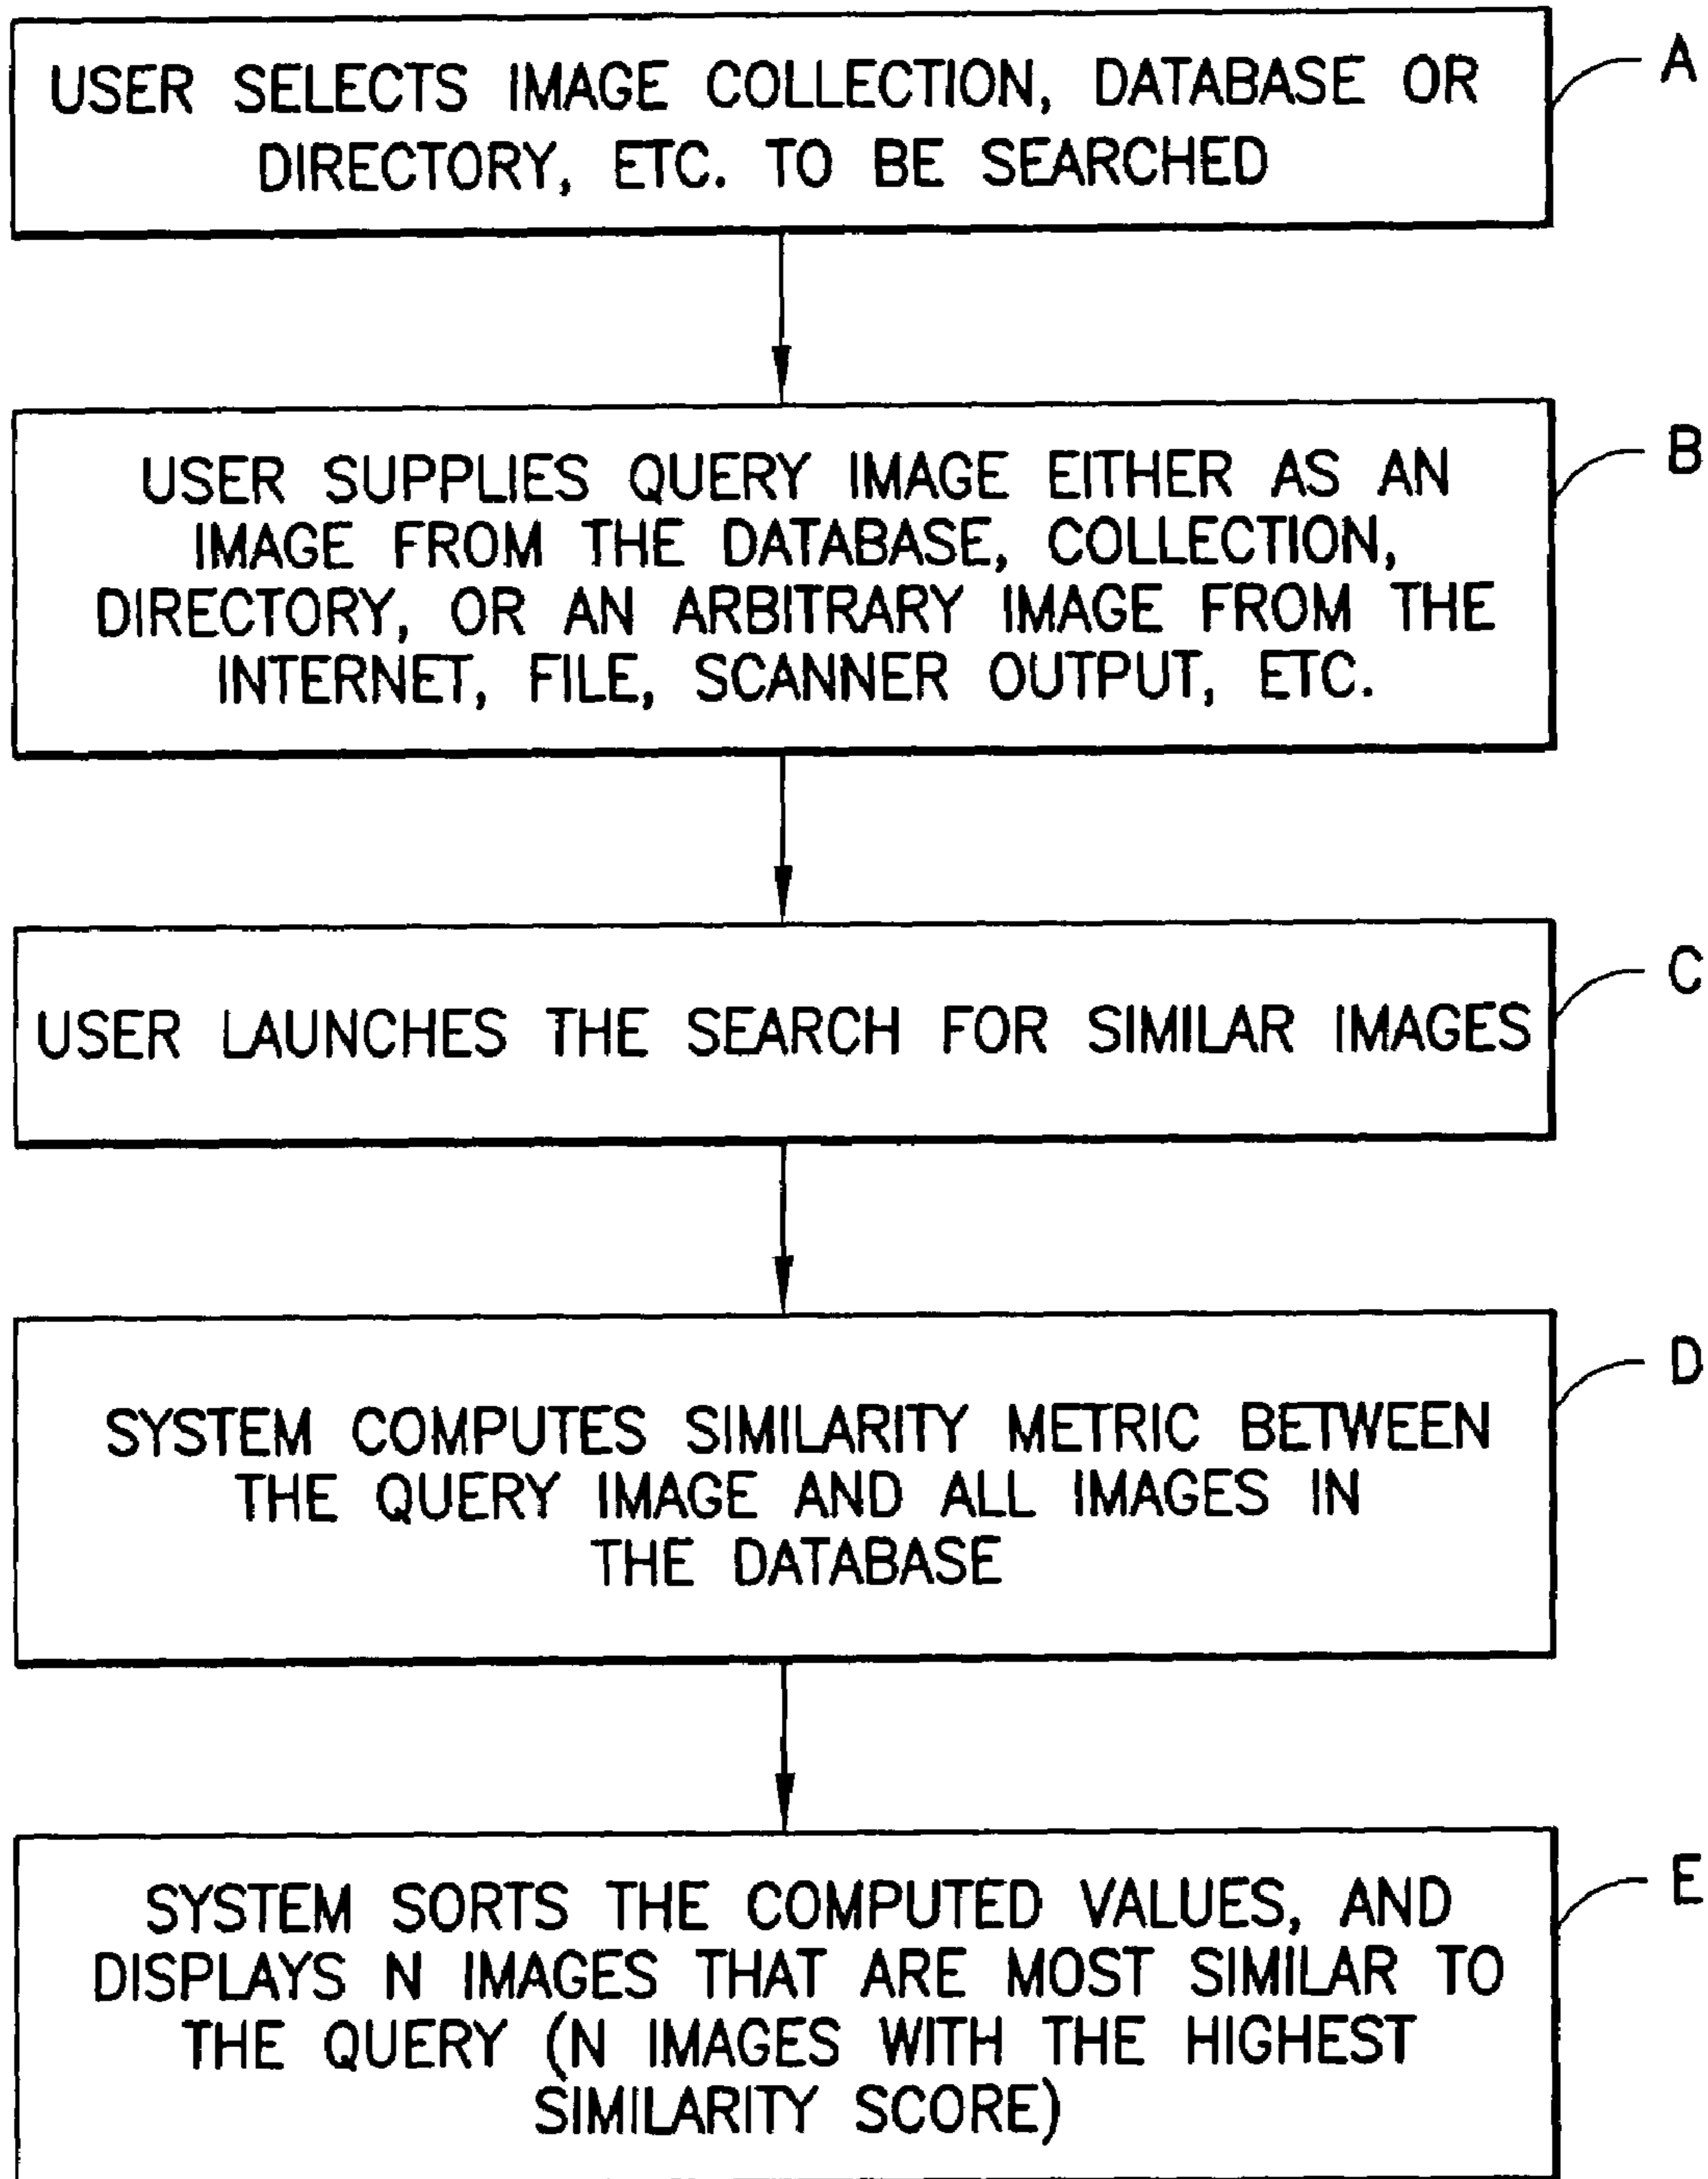 USER SELECTS IMAGE COLLECTION, DATABASE OR
DIRECTORY, ETC. TO BE SEARCHED
A
USER SUPPLIES QUERY IMAGE EITHER AS AN
IMAGE FROM THE DATABASE, COLLECTION,
DIRECTORY, OR AN ARBITRARY IMAGE FROM THE
INTERNET, FILE, SCANNER OUTPUT, ETC.
B
USER LAUNCHES THE SEARCH FOR SIMILAR IMAGES
C
SYSTEM COMPUTES SIMILARITY METRIC BETWEEN
THE QUERY IMAGE AND ALL IMAGES IN
THE DATABASE
D
SYSTEM SORTS THE COMPUTED VALUES, AND
DISPLAYS N IMAGES THAT ARE MOST SIMILAR TO
THE QUERY (N IMAGES WITH THE HIGHEST
SIMILARITY SCORE)
E